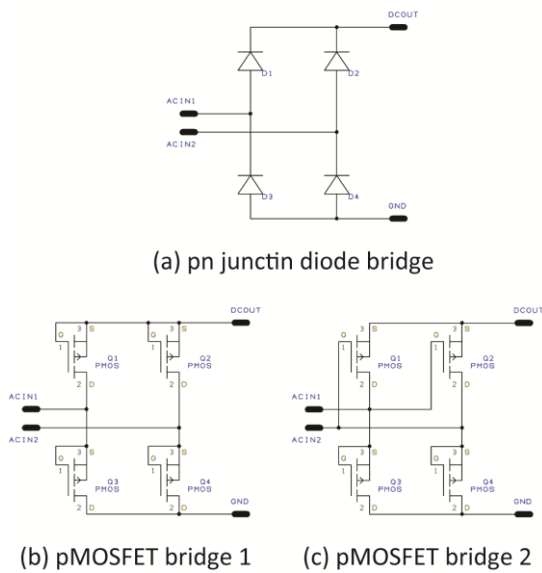 DCOUT
D1 D2
ACIN1
ACIN2
D3 D4
GND
(a) pn junctin diode bridge
DCOUT
G 3 S G 3 S
1 Q1 1 Q2
PMOS PMOS
2 D 2 D
ACIN1
ACIN2
G 3 S G 3 S
1 Q3 1 Q4
PMOS PMOS
GND
2 D 2 D
(b) pMOSFET bridge 1
DCOUT
G 3 S G 3 S
1 Q1 1 Q2
PMOS PMOS
2 D 2 D
ACIN1
ACIN2
G 3 S G 3 S
1 Q3 1 Q4
PMOS PMOS
GND
2 D 2 D
(c) pMOSFET bridge 2